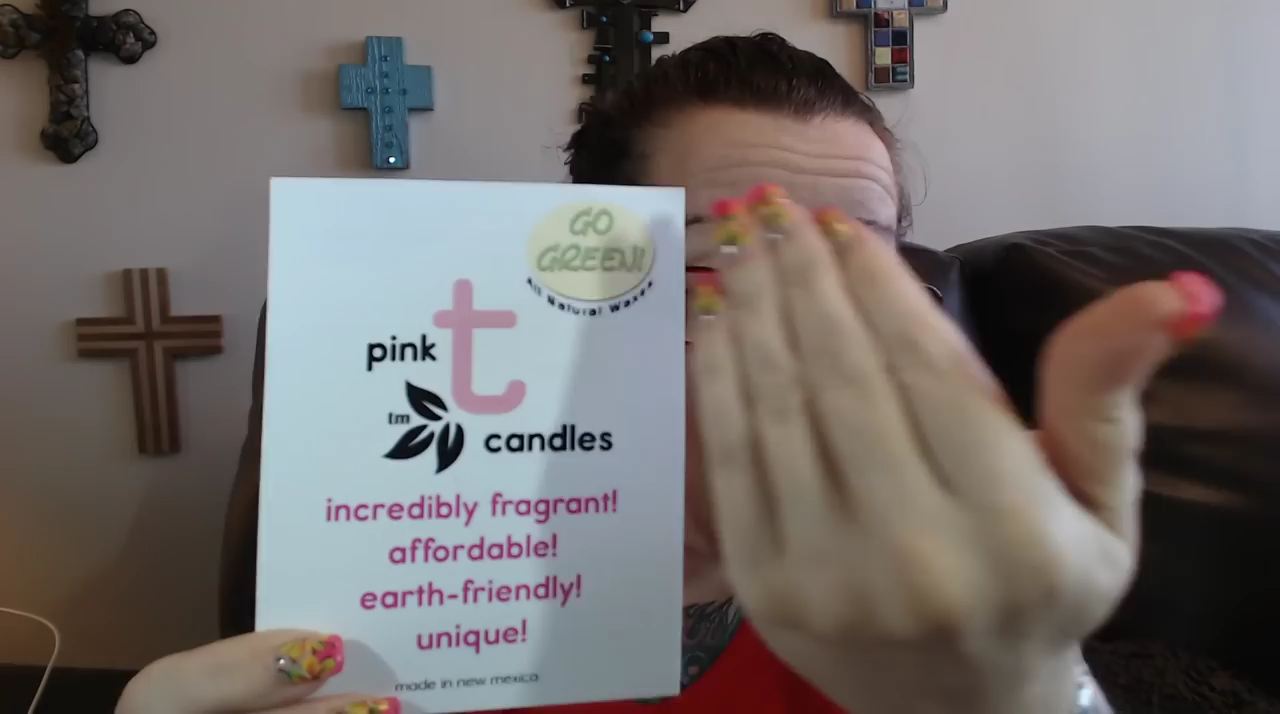 GO
GREEN!
All Natural Waxes
pink t
tm
candles
incredibly fragrant!
affordable!
earth-friendly!
unique!
made in new mexico